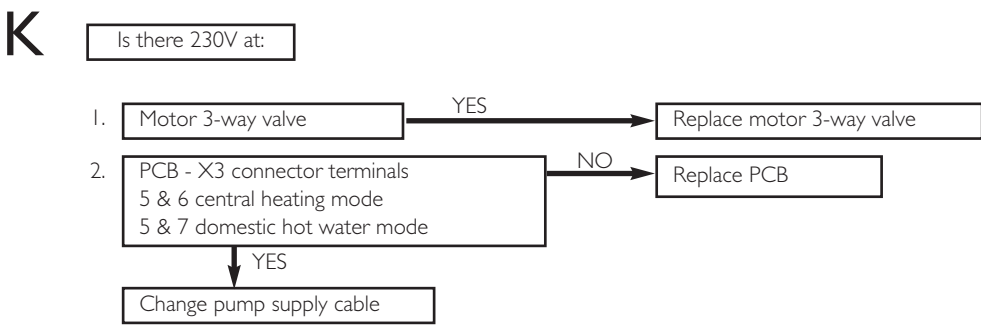 K
Is there 230V at:
YES
1. Motor 3-way valve
Replace motor 3-way valve
2. PCB - X3 connector terminals
5 & 6 central heating mode
5 & 7 domestic hot water mode
NO
Replace PCB
YES
Change pump supply cable